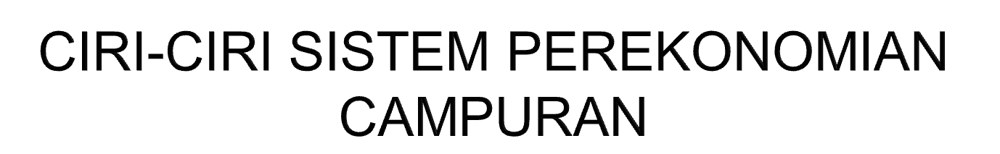 CIRI-CIRI SISTEM PEREKONOMIAN
CAMPURAN